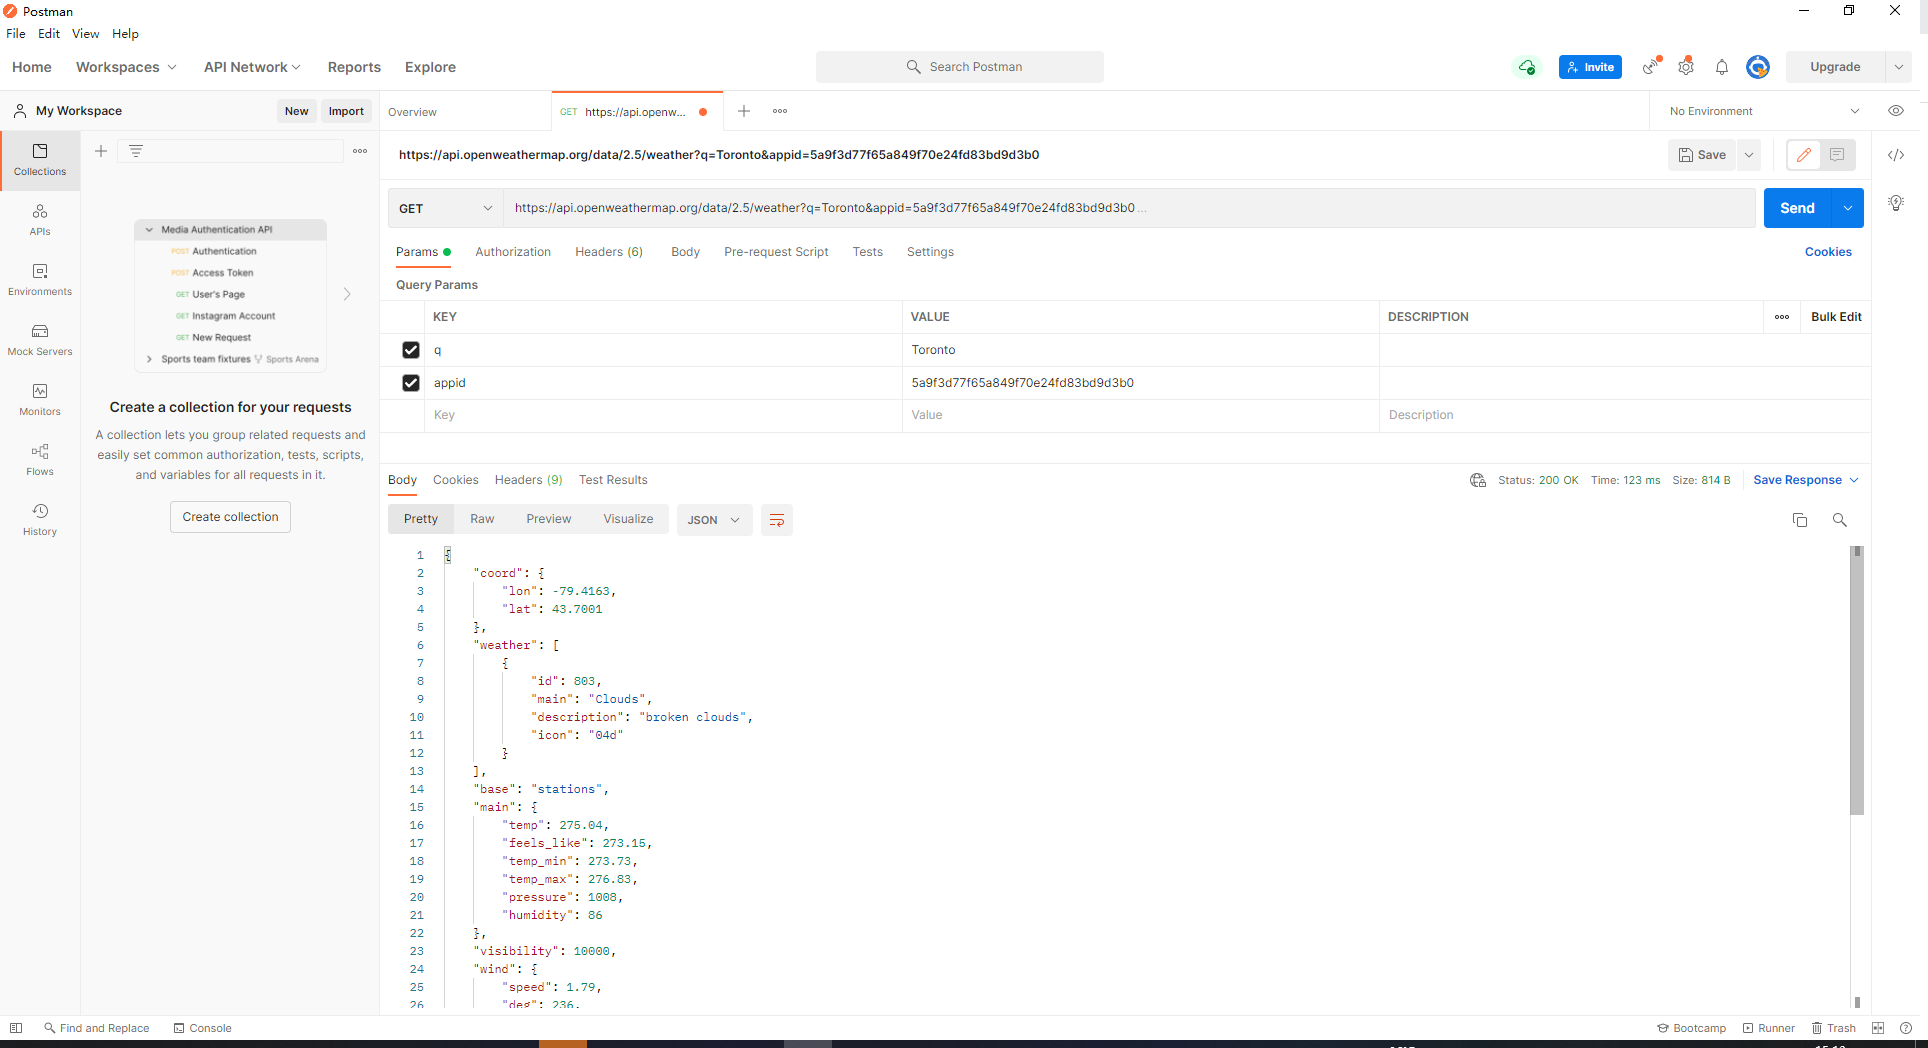 Postman
File Edit View Help
Home Workspaces API Network Reports Explore Search Postman Invite Upgrade
My Workspace New Import Overview GET https://api.openw... No Environment
https://api.openweathermap.org/data/2.5/weather?q=Toronto&appid=5a9f3d77f65a849f70e24fd83bd9d3b0 Save
Collections
APIs
Environments
Mock Servers
Monitors
Flows
History
Media Authentication API
POST Authentication
POST Access Token
GET User's Page
GET Instagram Account
GET New Request
Sports team fixtures Sports Arena
Create a collection for your requests
A collection lets you group related requests and
easily set common authorization, tests, scripts,
and variables for all requests in it.
Create collection
GET https://api.openweathermap.org/data/2.5/weather?q=Toronto&appid=5a9f3d77f65a849f70e24fd83bd9d3b0 ... Send
Params Authorization Headers (6) Body Pre-request Script Tests Settings Cookies
Query Params
KEY VALUE DESCRIPTION Bulk Edit
q Toronto
appid 5a9f3d77f65a849f70e24fd83bd9d3b0
Key Value Description
Body Cookies Headers (9) Test Results Status: 200 OK Time: 123 ms Size: 814 B Save Response
Pretty Raw Preview Visualize JSON
1 {
2 "coord": {
3 "lon": -79.4163,
4 "lat": 43.7001
5 },
6 "weather": [
7 {
8 "id": 803,
9 "main": "Clouds",
10 "description": "broken clouds",
11 "icon": "04d"
12 }
13 ],
14 "base": "stations",
15 "main": {
16 "temp": 275.04,
17 "feels_like": 273.15,
18 "temp_min": 273.73,
19 "temp_max": 276.83,
20 "pressure": 1008,
21 "humidity": 86
22 },
23 "visibility": 10000,
24 "wind": {
25 "speed": 1.79,
26 "deg": 236,
Find and Replace Console Bootcamp Runner Trash